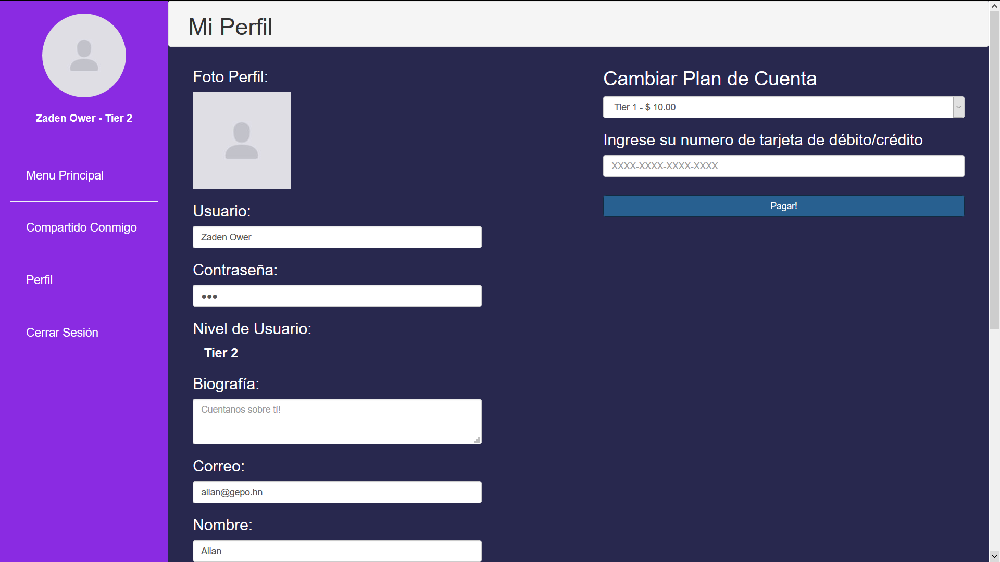 Zaden Ower - Tier 2
Menu Principal
Compartido Conmigo
Perfil
Cerrar Sesión
Mi Perfil
Foto Perfil:
Usuario:
Zaden Ower
Contraseña:
●●●
Nivel de Usuario:
Tier 2
Biografía:
Cuentanos sobre tí!
Correo:
allan@gepo.hn
Nombre:
Allan
Cambiar Plan de Cuenta
Tier 1 - $ 10.00
Ingrese su numero de tarjeta de débito/crédito
XXXX-XXXX-XXXX-XXXX
Pagar!